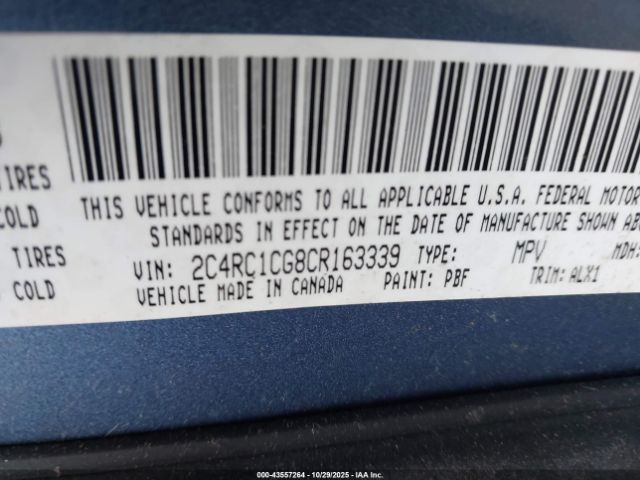 TIRES
COLD
TIRES
COLD
THIS VEHICLE CONFORMS TO ALL APPLICABLE U.S.A. FEDERAL MOTOR
STANDARDS IN EFFECT ON THE DATE OF MANUFACTURE SHOWN ABO
VIN: 2C4RC1CG8CR163339 TYPE: MPV MDH:
VEHICLE MADE IN CANADA PAINT: PBF TRIM: ALX1
000-43557264 | 10/29/2025 | IAA Inc.